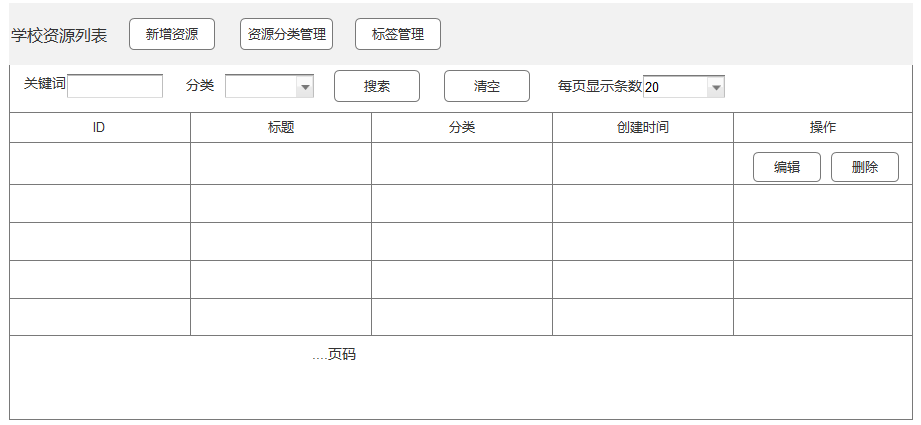 学校资源列表 新增资源 资源分类管理 标签管理
关键词 分类 搜索 清空 每页显示条数 20
ID 标题 分类 创建时间 操作
编辑 删除
....页码